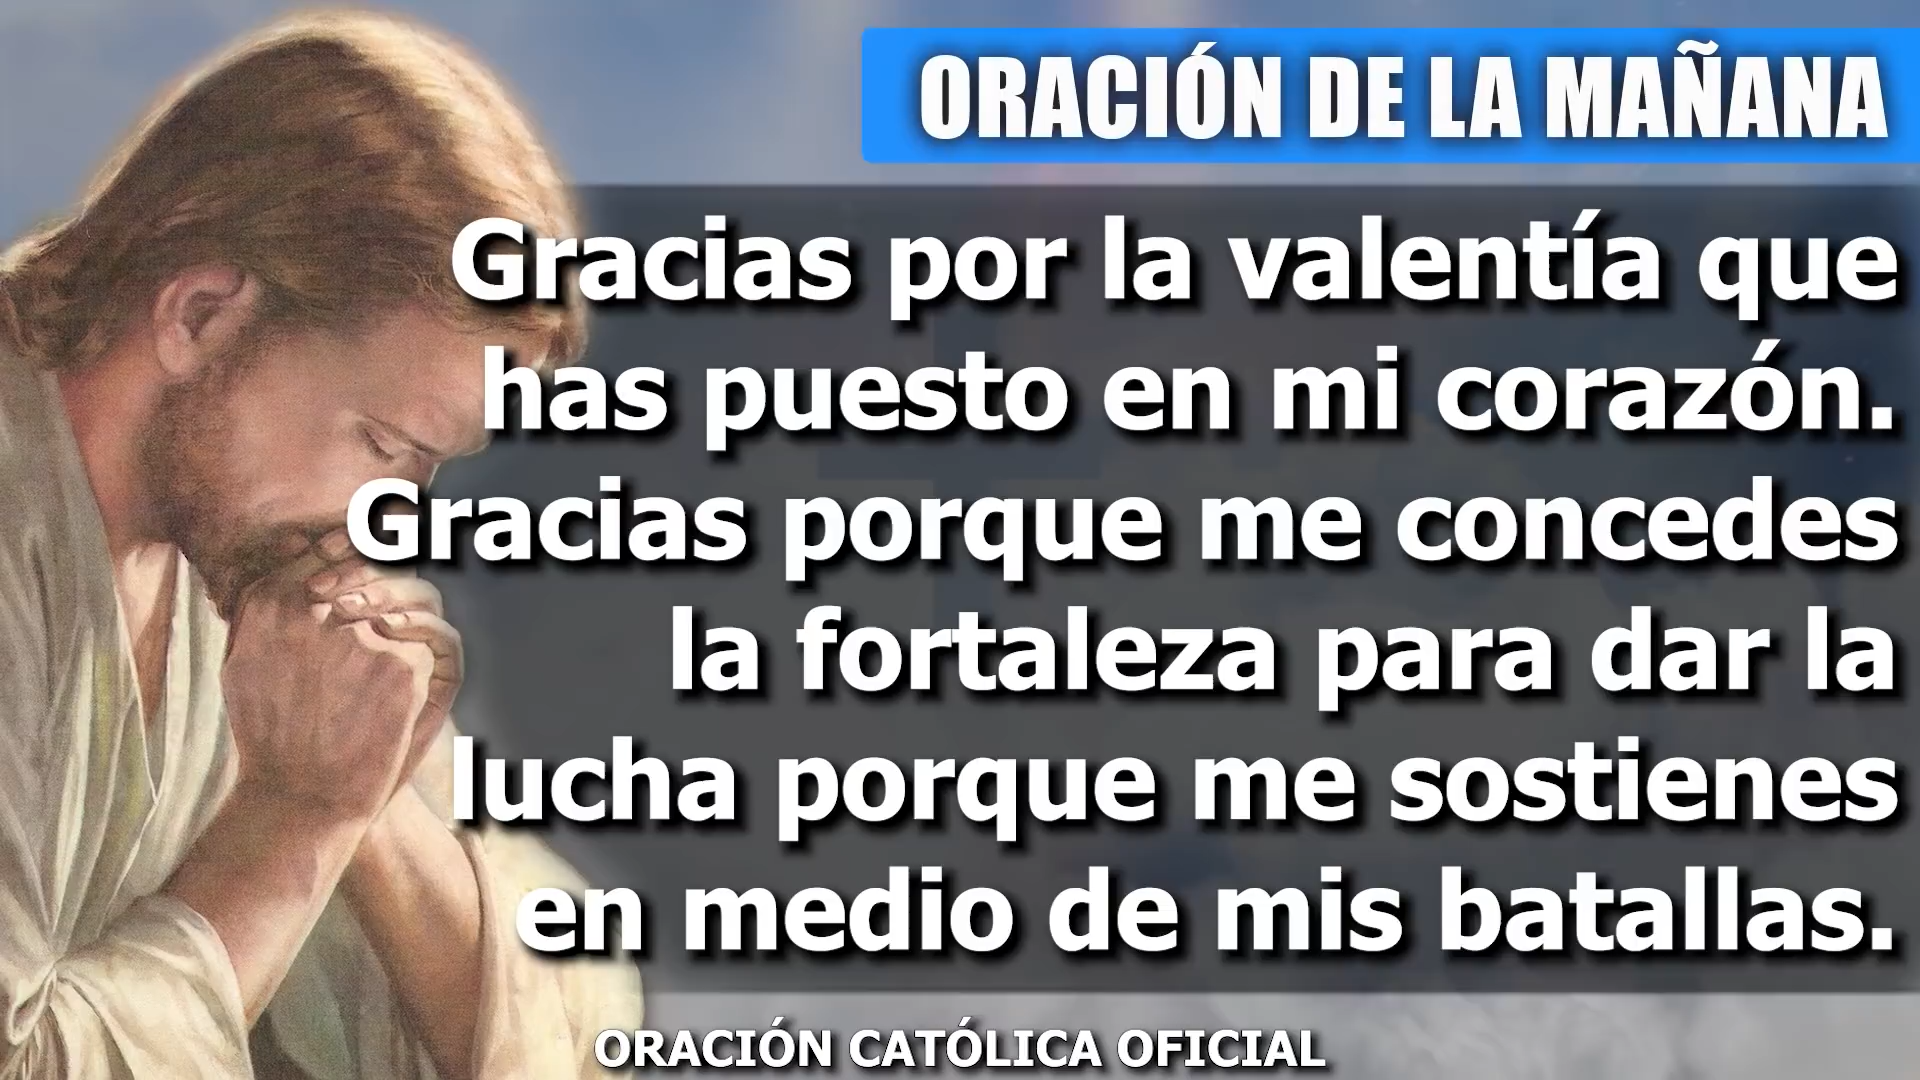 ORACIÓN DE LA MAÑANA
Gracias por la valentía que
has puesto en mi corazón.
Gracias porque me concedes
la fortaleza para dar la
lucha porque me sostienes
en medio de mis batallas.
ORACIÓN CATÓLICA OFICIAL